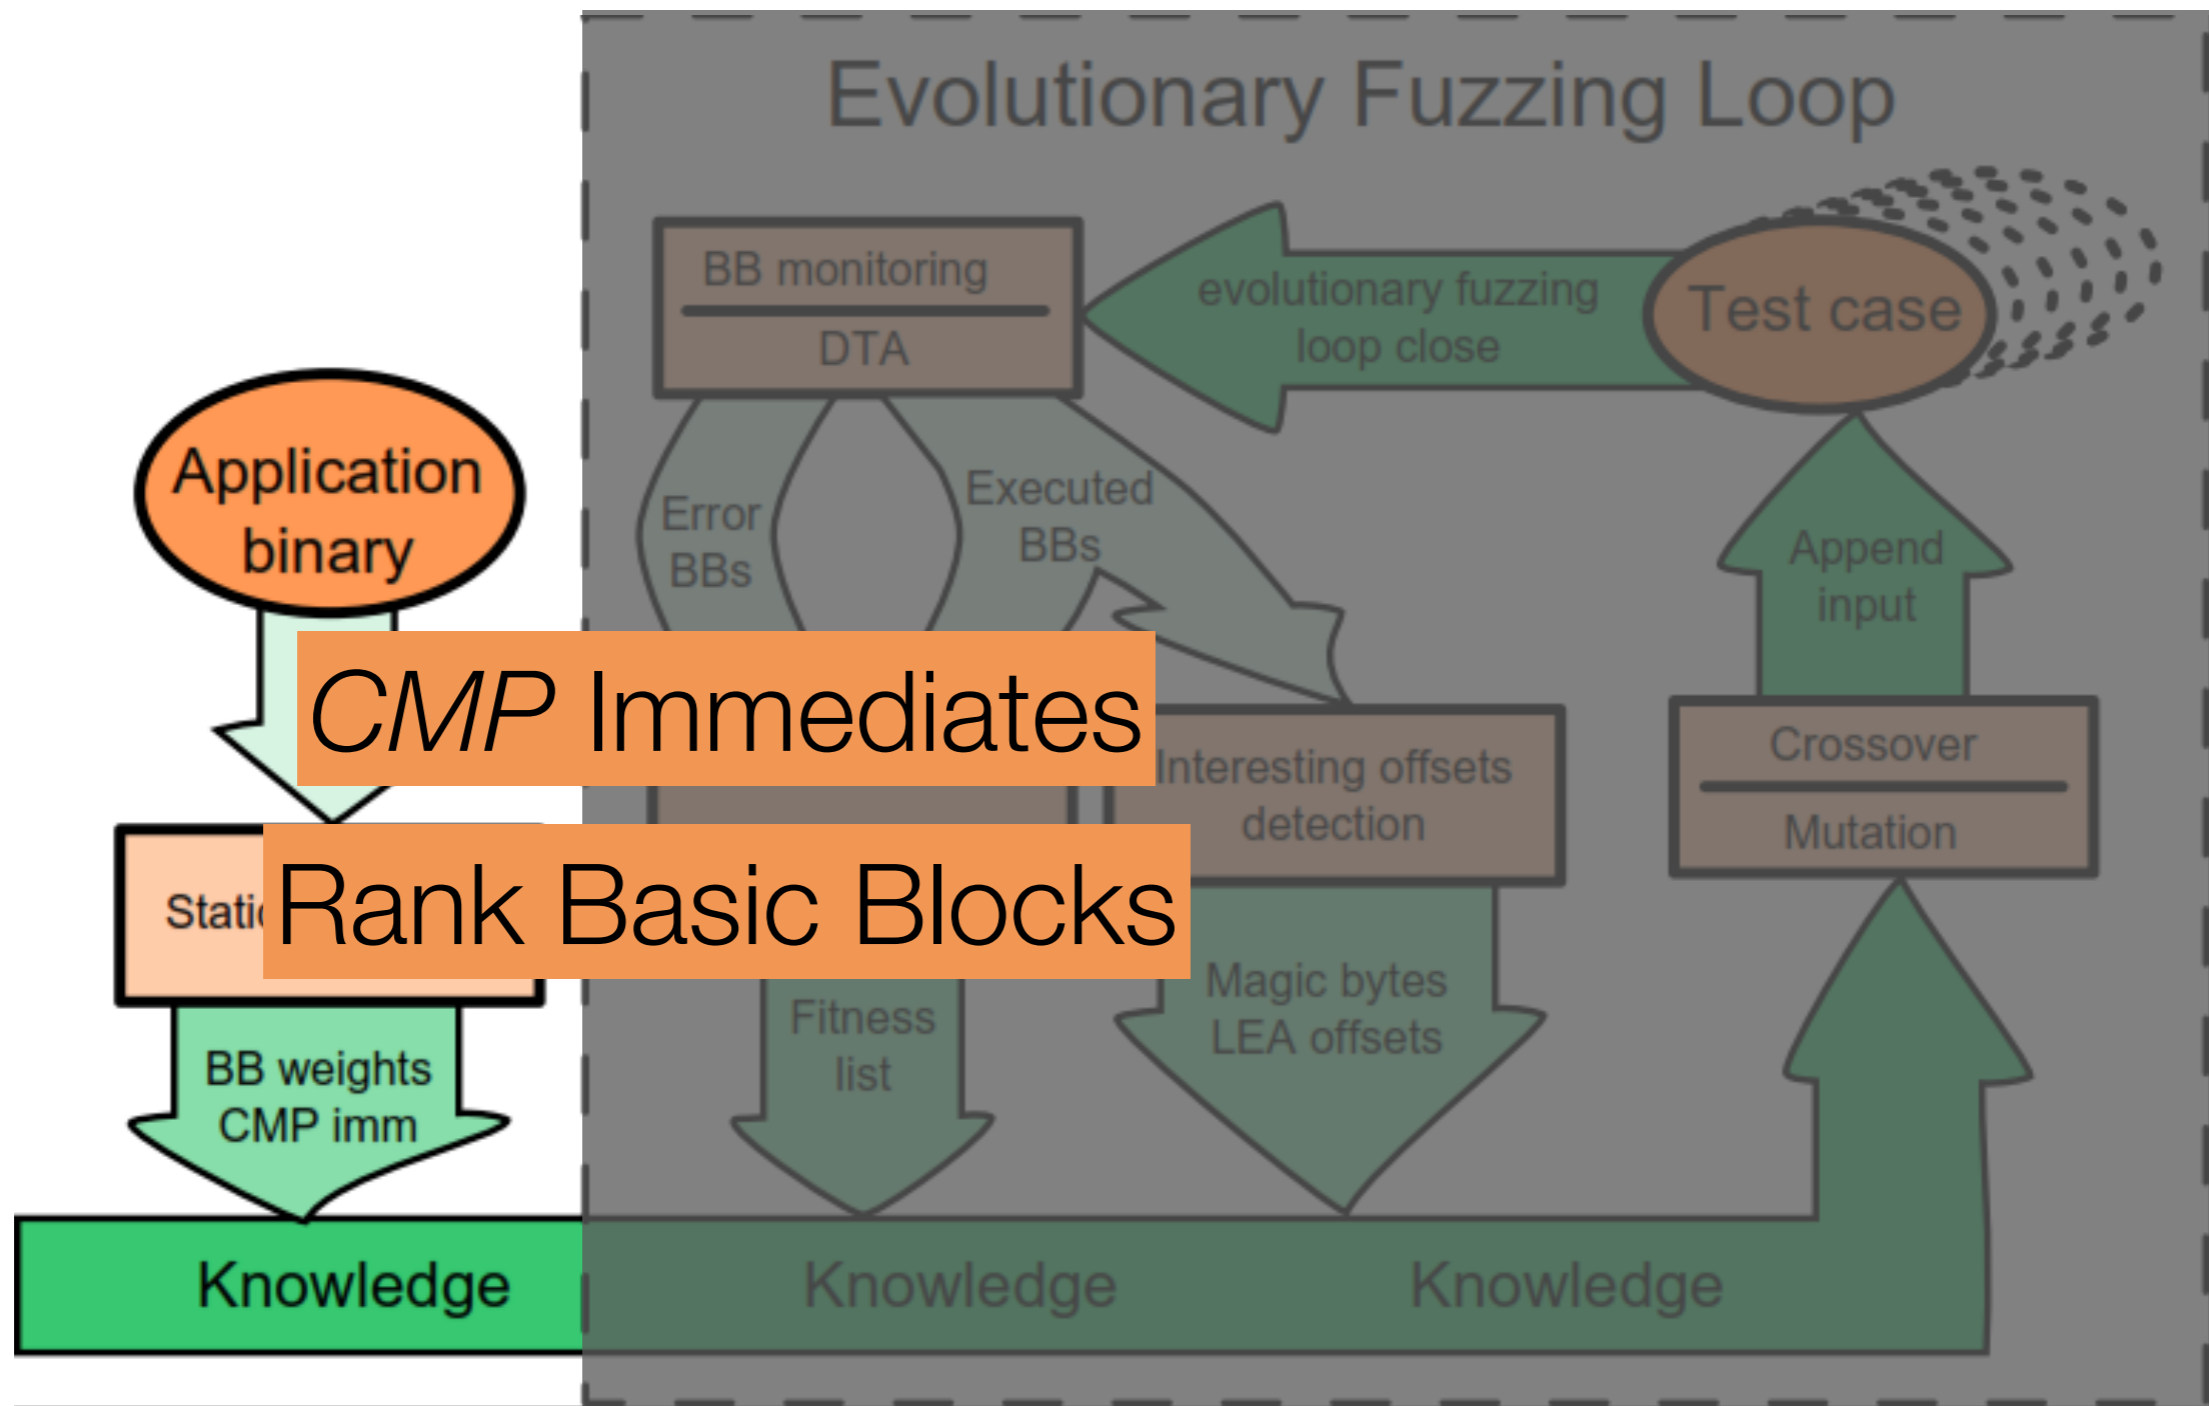 Evolutionary Fuzzing Loop
BB monitoring
DTA
evolutionary fuzzing
loop close
Test case
Application
binary
Error
BBs
Executed
BBs
Append
input
CMP Immediates
Interesting offsets
detection
Crossover
Mutation
Rank Basic Blocks
BB weights
CMP imm
Fitness
list
Magic bytes
LEA offsets
Knowledge
Knowledge
Knowledge